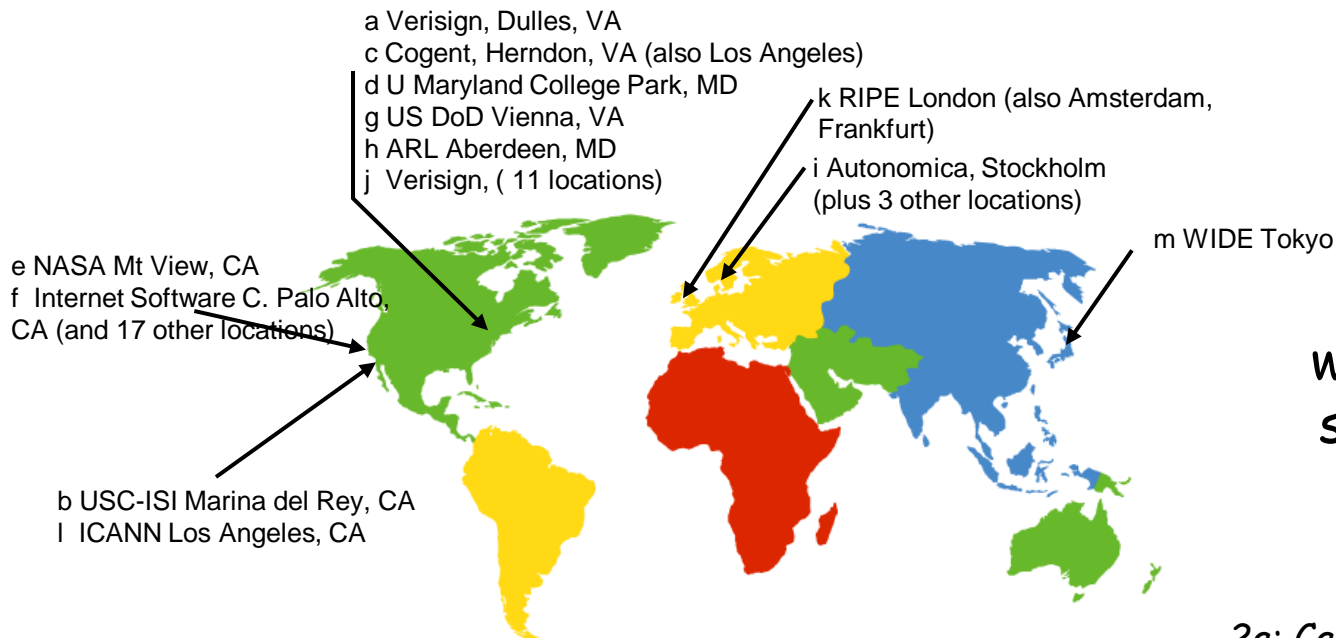 a Verisign, Dulles, VA
c Cogent, Herndon, VA (also Los Angeles)
d U Maryland College Park, MD
g US DoD Vienna, VA
h ARL Aberdeen, MD
j Verisign, ( 11 locations)
k RIPE London (also Amsterdam,
Frankfurt)
i Autonomica, Stockholm
(plus 3 other locations)
m WIDE Tokyo
e NASA Mt View, CA
f Internet Software C. Palo Alto,
CA (and 17 other locations)
b USC-ISI Marina del Rey, CA
l ICANN Los Angeles, CA